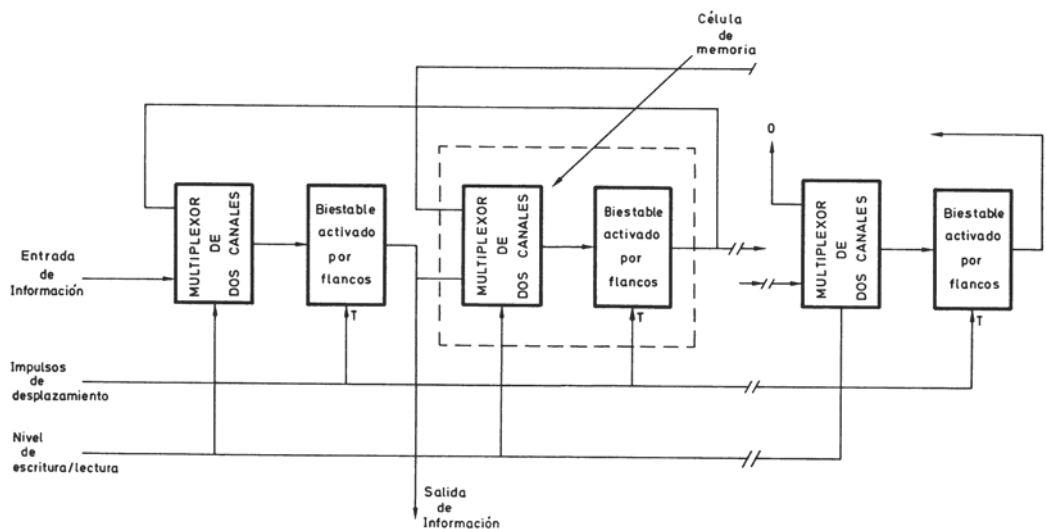 Célula
de
memoria
O
MULTIPLEXOR
DE
DOS CANALES
Biestable
activado
por
flancos
T
MULTIPLEXOR
DE
DOS CANALES
Biestable
activado
por
flancos
T
MULTIPLEXOR
DE
DOS CANALES
Biestable
activado
por
flancos
T
Entrada
de
Información
Impulsos
de
desplazamiento
Nivel
de
escritura/lectura
Salida
de
Información